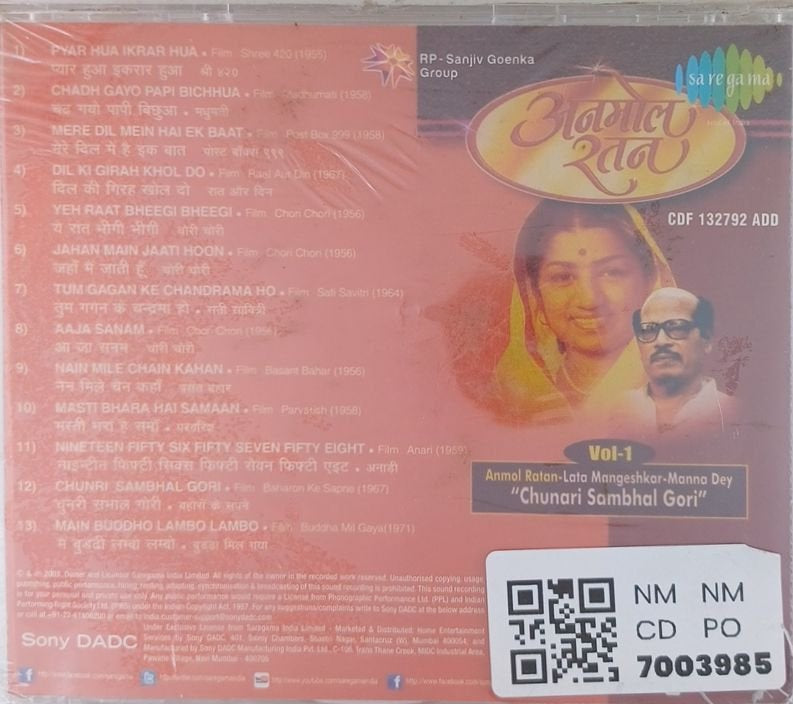 1) PYAR HUA IKRAR HUA • Film Shree 420 (1955)
प्यार हुआ इकरार हुआ श्री ४२०
2) CHADH GAYO PAPI BICHHUA • Film Madhumati (1958)
चढ़ गयो पापी बिछुआ - मधुमती
3) MERE DIL MEIN HAI EK BAAT • Film Post Box 999 (1958)
मेरे दिल में है इक बात पोस्ट बॉक्स ९९९
4) DIL KI GIRAH KHOL DO • Film Raat Aur Din (1967)
दिल की गिरह खोल दो रात और दिन
5) YEH RAAT BHEEGI BHEEGI • Film Chori Chori (1956)
ये रात भीगी भीगी चोरी चोरी
6) JAHAN MAIN JAATI HOON • Film Chori Chori (1956)
जहाँ मैं जाती हूँ चोरी चोरी
7) TUM GAGAN KE CHANDRAMA HO • Film Sati Savitri (1964)
तुम गगन के चन्द्रमा हो • सती सावित्री
8) AAJA SANAM • Film Chori Chori (1956)
आ जा सनम चोरी चोरी
9) NAIN MILE CHAIN KAHAN • Film Basant Bahar (1956)
नैन मिले चैन कहाँ • बसंत बहार
10) MASTI BHARA HAI SAMAAN • Film Parvarish (1958)
मस्ती भरा है समाँ • परवरिश
11) NINETEEN FIFTY SIX FIFTY SEVEN FIFTY EIGHT • Film Anari (1959)
नाइन्टीन फिफ्टी सिक्स फिफ्टी सेवन फिफ्टी एइट • अनाड़ी
12) CHUNRI SAMBHAL GORI • Film Baharon Ke Sapne (1967)
चुनरी संभाल गोरी • बहारों के सपने
13) MAIN BUDDHO LAMBO LAMBO • Film Buddha Mil Gaya(1971)
मैं बुड्ढो लम्बो लम्बो • बुड्ढा मिल गया
RP - Sanjiv Goenka
Group
sa re ga ma
अनमोल
रतन
CDF 132792 ADD
Vol-1
Anmol Ratan-Lata Mangeshkar-Manna Dey
"Chunari Sambhal Gori"
Sony DADC
NM NM
CD PO
7003985